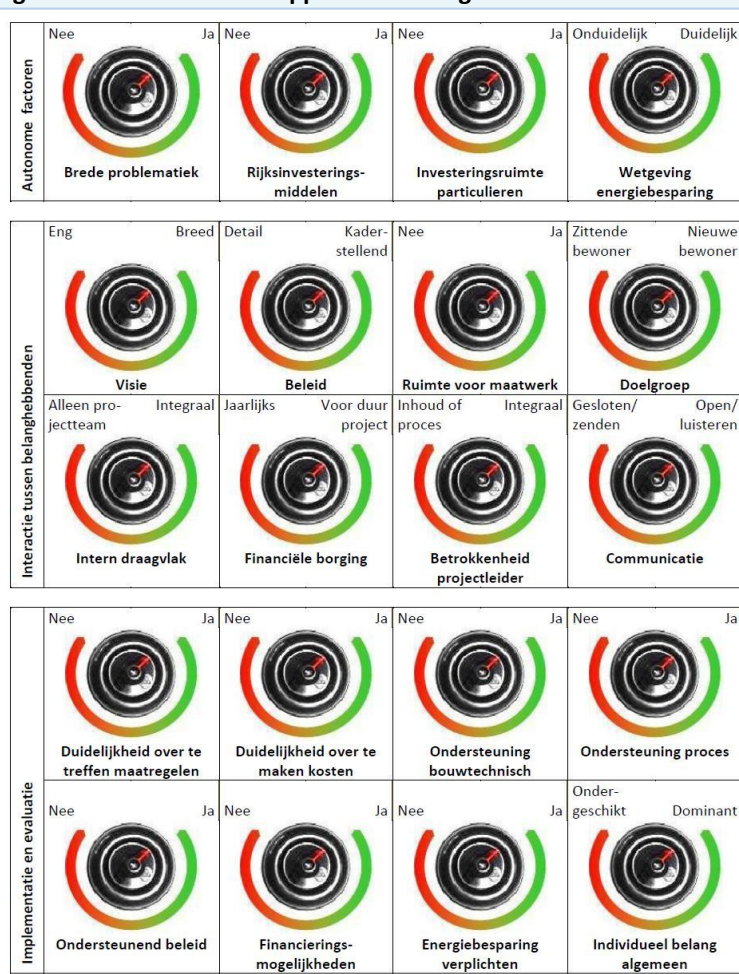 Autonome factoren
Nee Ja
Brede problematiek
Nee Ja
Rijksinvesterings-
middelen
Nee Ja
Investeringsruimte
particulieren
Onduidelijk Duidelijk
Wetgeving
energiebesparing
Interactie tussen belanghebbenden
Eng Breed
Visie
Detail Kader-
stellend
Beleid
Nee Ja
Ruimte voor maatwerk
Zittende Nieuwe
bewoner bewoner
Doelgroep
Alleen pro- Integraal
jectteam
Intern draagvlak
Jaarlijks Voor duur
project
Financiële borging
Inhoud of Integraal
proces
Betrokkenheid
projectleider
Gesloten/ Open/
zenden luisteren
Communicatie
Implementatie en evaluatie
Nee Ja
Duidelijkheid over te
treffen maatregelen
Nee Ja
Duidelijkheid over te
maken kosten
Nee Ja
Ondersteuning
bouwtechnisch
Nee Ja
Ondersteuning proces
Nee Ja
Ondersteunend beleid
Nee Ja
Financierings-
mogelijkheden
Nee Ja
Energiebesparing
verplichten
Onder-
geschikt Dominant
Individueel belang
algemeen